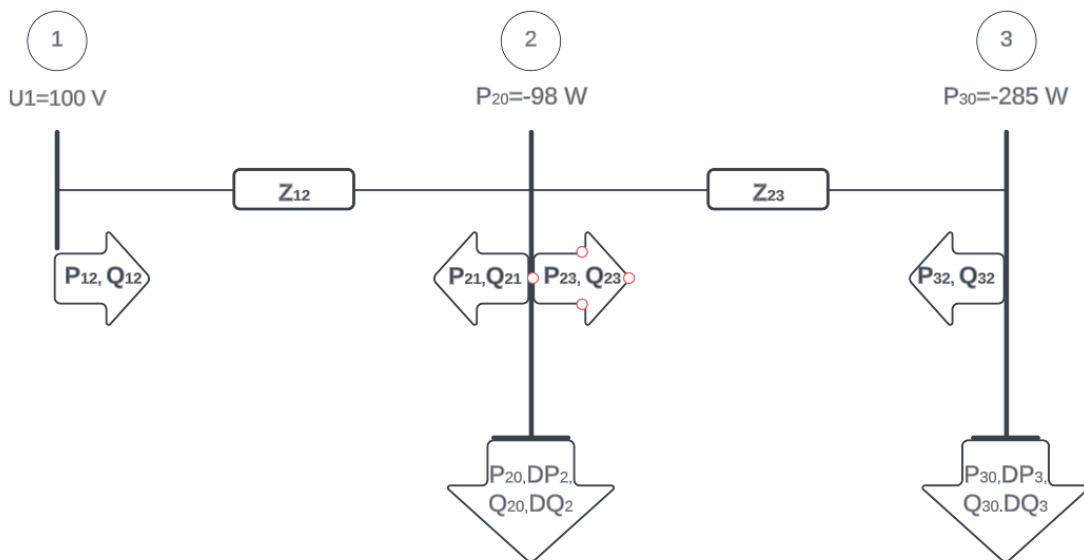 1
2
3
U1=100 V
P20=-98 W
P30=-285 W
Z12
Z23
P12, Q12
P21,Q21
P23, Q23
P32, Q32
P20,DP2,
Q20,DQ2
P30,DP3,
Q30.DQ3